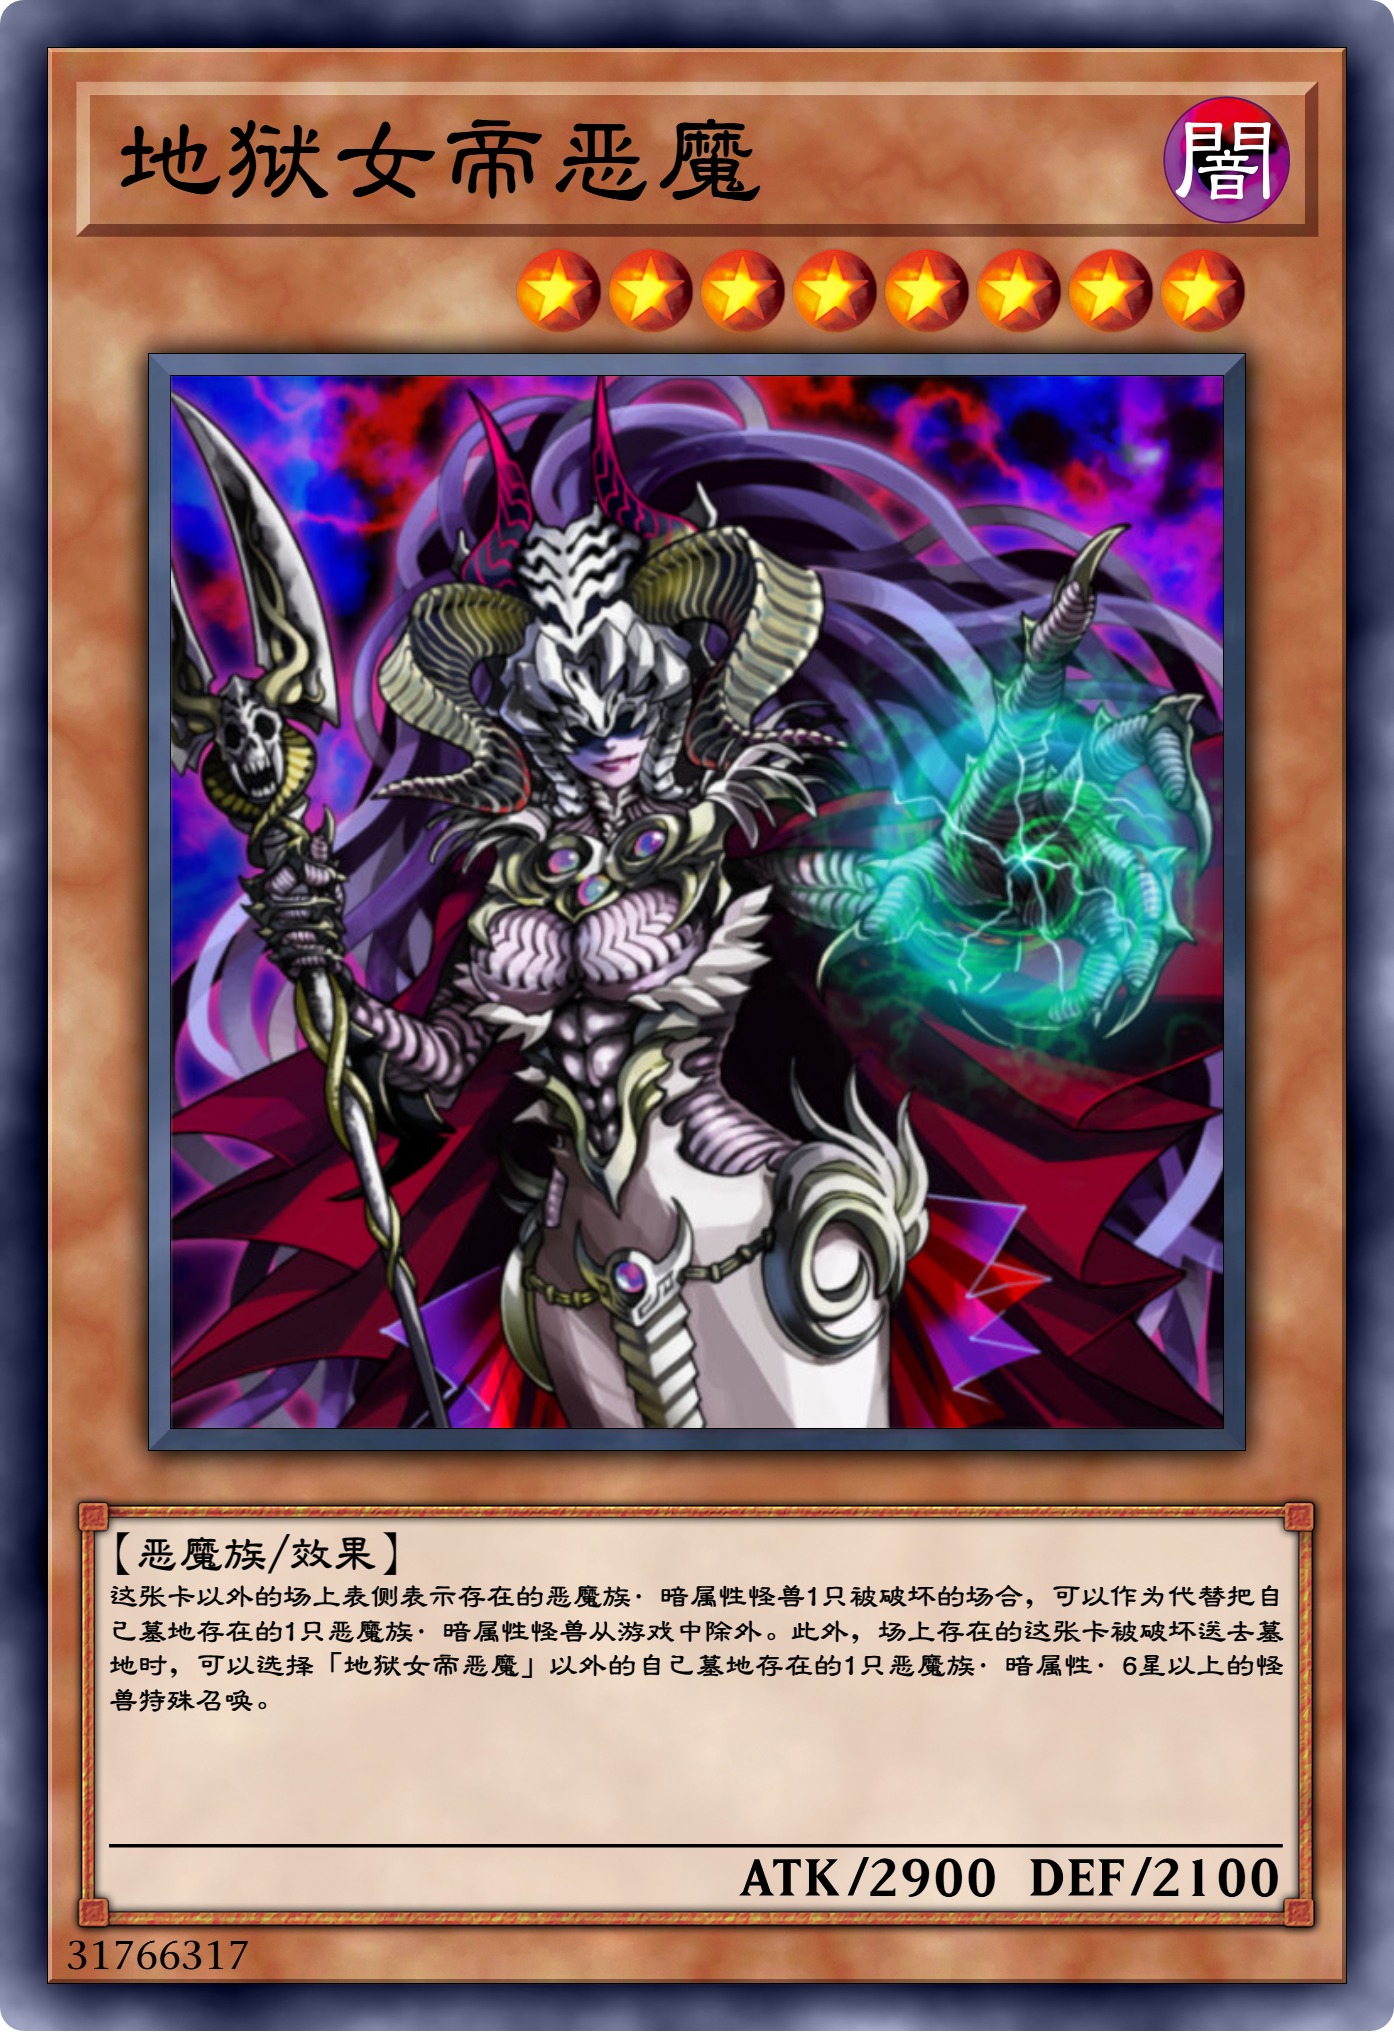 地狱女帝恶魔
闇
【恶魔族/效果】
这张卡以外的场上表侧表示存在的恶魔族·暗属性怪兽1只被破坏的场合，可以作为代替把自
己墓地存在的1只恶魔族·暗属性怪兽从游戏中除外。此外，场上存在的这张卡被破坏送去墓
地时，可以选择「地狱女帝恶魔」以外的自己墓地存在的1只恶魔族·暗属性·6星以上的怪
兽特殊召唤。
ATK/2900 DEF/2100
31766317